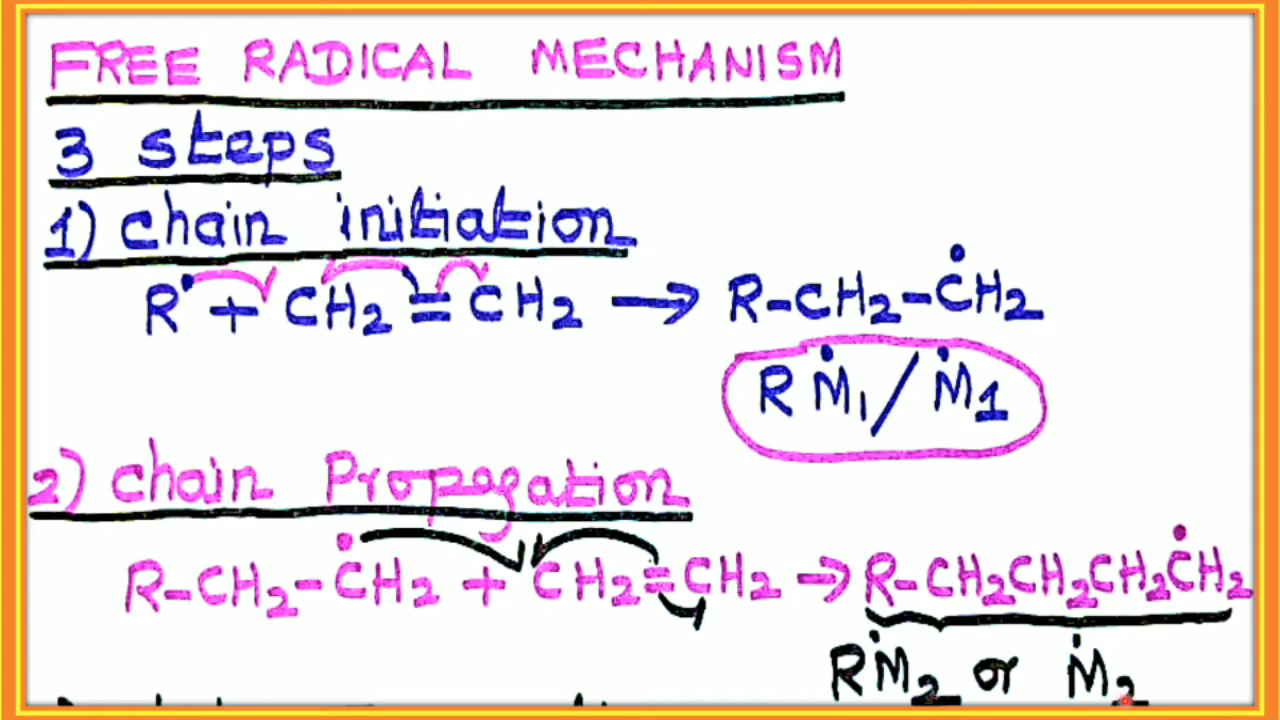 FREE RADICAL MECHANISM
3 steps
1) chain initiation
R• + CH₂=CH₂ → R-CH₂-ĊH₂
RṀ₁/Ṁ1
2) chain Propagation
R-CH₂-ĊH₂ + CH₂=CH₂ → R-CH₂CH₂CH₂ĊH₂
RṀ₂ or Ṁ₂